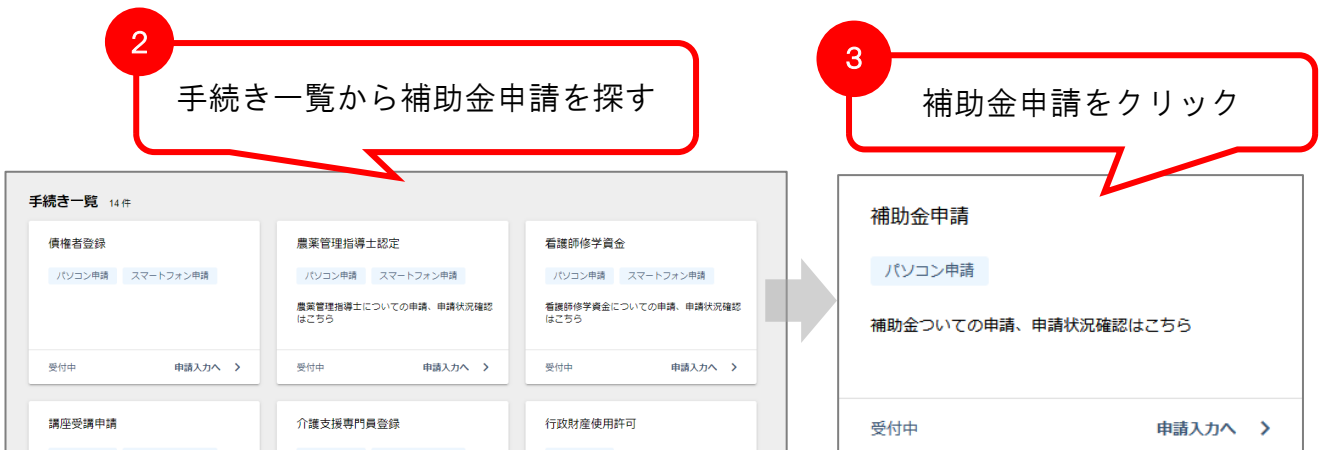 2
手続き一覧から補助金申請を探す
3
補助金申請をクリック
手続き一覧 14 件
債権者登録
パソコン申請 スマートフォン申請
受付中 申請入力へ >
農薬管理指導士認定
パソコン申請 スマートフォン申請
農薬管理指導士についての申請、申請状況確認
はこちら
受付中 申請入力へ >
看護師修学資金
パソコン申請 スマートフォン申請
看護師修学資金についての申請、申請状況確認
はこちら
受付中 申請入力へ >
講座受講申請
介護支援専門員登録
行政財産使用許可
補助金申請
パソコン申請
補助金ついての申請、申請状況確認はこちら
受付中 申請入力へ >